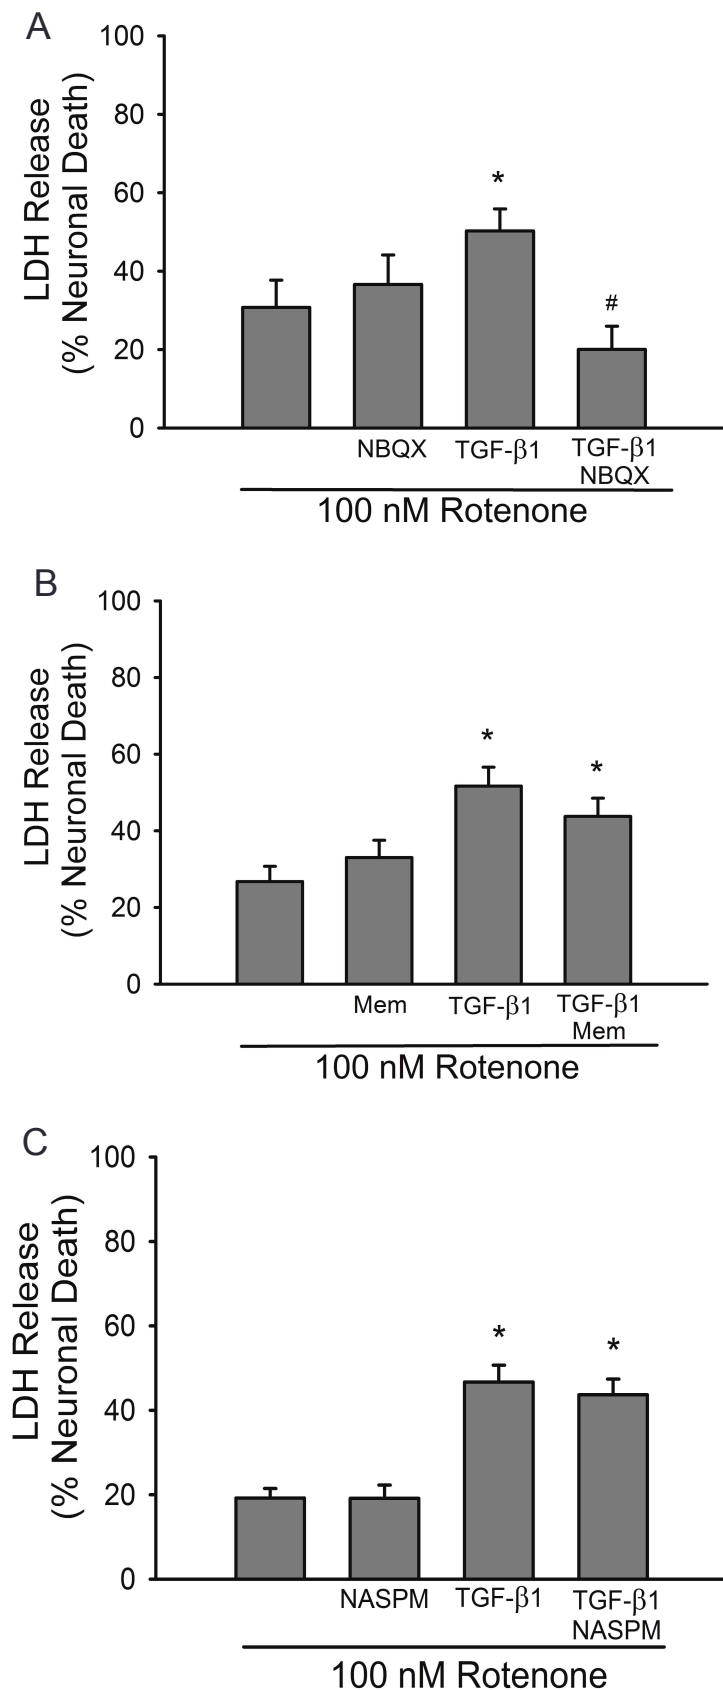 A
100
80
60
40
20
0
LDH Release
(% Neuronal Death)
*
#
NBQX TGF-β1 TGF-β1
NBQX
100 nM Rotenone
B
100
80
60
40
20
0
LDH Release
(% Neuronal Death)
*
*
Mem TGF-β1 TGF-β1
Mem
100 nM Rotenone
C
100
80
60
40
20
0
LDH Release
(% Neuronal Death)
*
*
NASPM TGF-β1 TGF-β1
NASPM
100 nM Rotenone